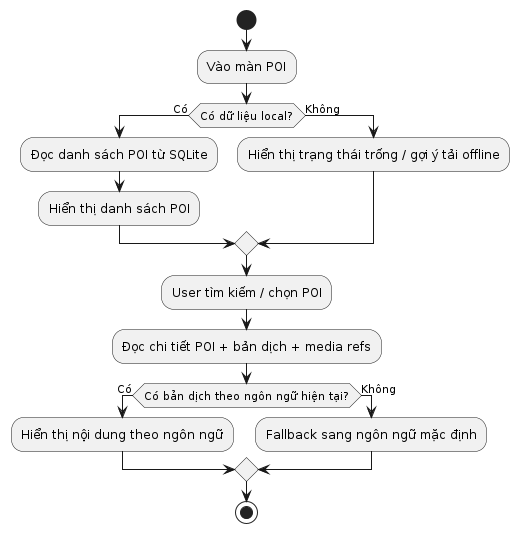 Vào màn POI
Có
Có dữ liệu local?
Không
Đọc danh sách POI từ SQLite
Hiển thị trạng thái trống / gợi ý tải offline
Hiển thị danh sách POI
User tìm kiếm / chọn POI
Đọc chi tiết POI + bản dịch + media refs
Có
Có bản dịch theo ngôn ngữ hiện tại?
Không
Hiển thị nội dung theo ngôn ngữ
Fallback sang ngôn ngữ mặc định